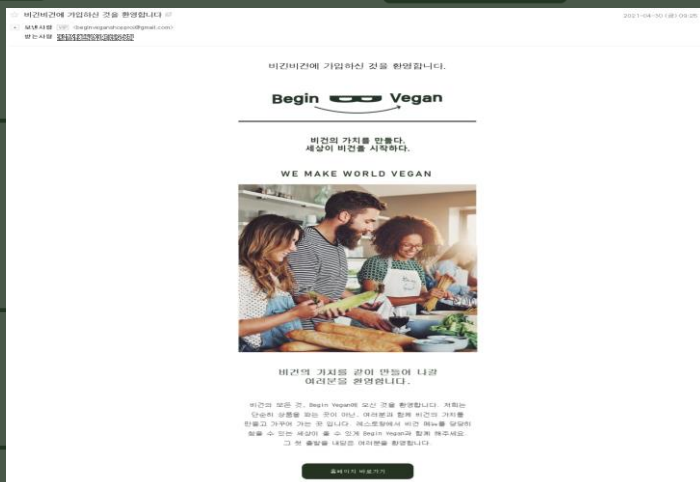 비긴비건에 가입하신 것을 환영합니다
2021-04-30 (금) 09:25
보낸사람 VIP <beginveganshopping@gmail.com>
받는사람
비긴비건에 가입하신 것을 환영합니다.
Begin Vegan
비건의 가치를 만들다.
세상이 비건을 시작하다.
WE MAKE WORLD VEGAN
비건의 가치를 같이 만들어 나갈
여러분을 환영합니다.
비건의 모든 것, Begin Vegan에 오신 것을 환영합니다. 저희는
단순히 상품을 파는 곳이 아닌, 여러분과 함께 비건의 가치를
만들고 가꾸어 가는 곳 입니다. 레스토랑에서 비건 메뉴를 당당히
찾을 수 있는 세상이 올 수 있게 Begin Vegan과 함께 해주세요.
그 첫 출발을 내딛은 여러분을 환영합니다.
홈페이지 바로가기